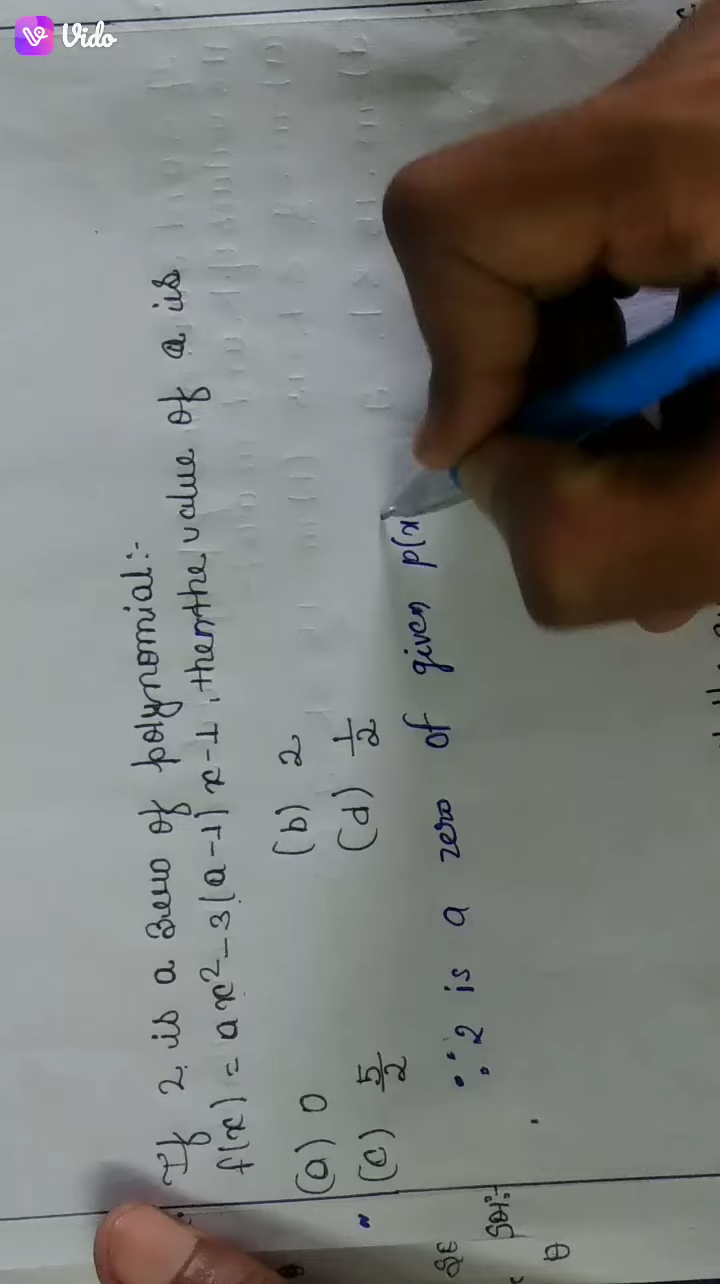 Vido
If 2 is a zero of polynomial:-
f(x) = ax² - 3(a-1) x-1, then the value of a is
(a) 0 (b) 2
(c) 5/2 (d) 1/2
∵ 2 is a zero of given p(x
Sol:-